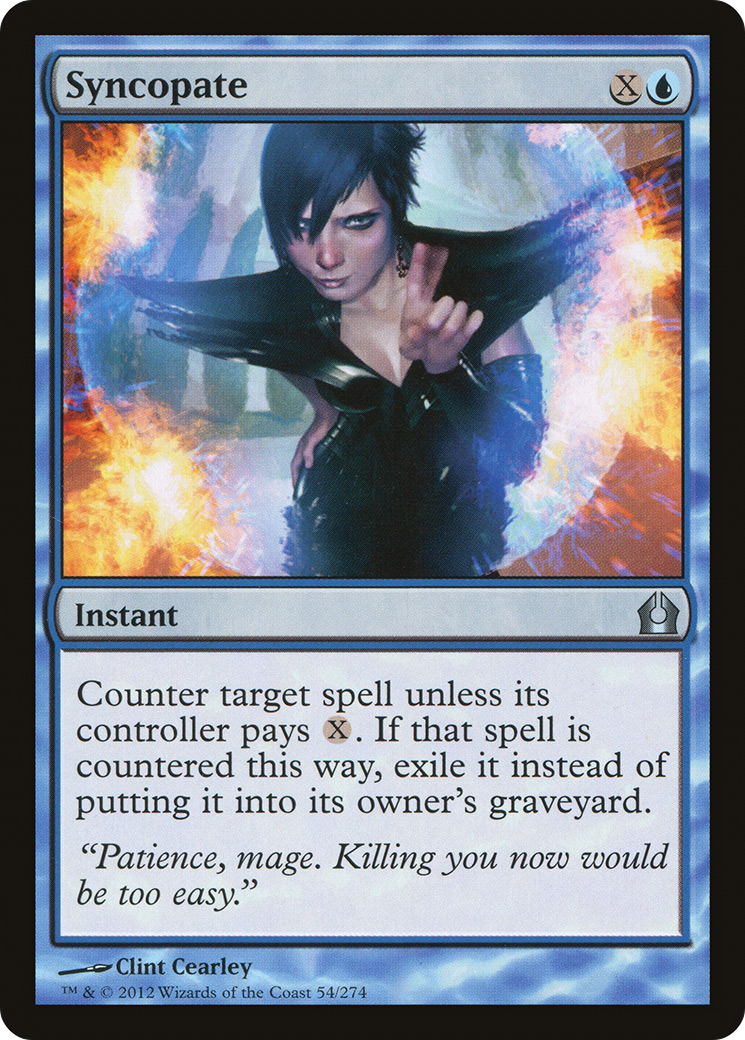 Syncopate X
Instant
Counter target spell unless its
controller pays X. If that spell is
countered this way, exile it instead of
putting it into its owner's graveyard.
“Patience, mage. Killing you now would
be too easy.”
Clint Cearley
™ & © 2012 Wizards of the Coast 54/274